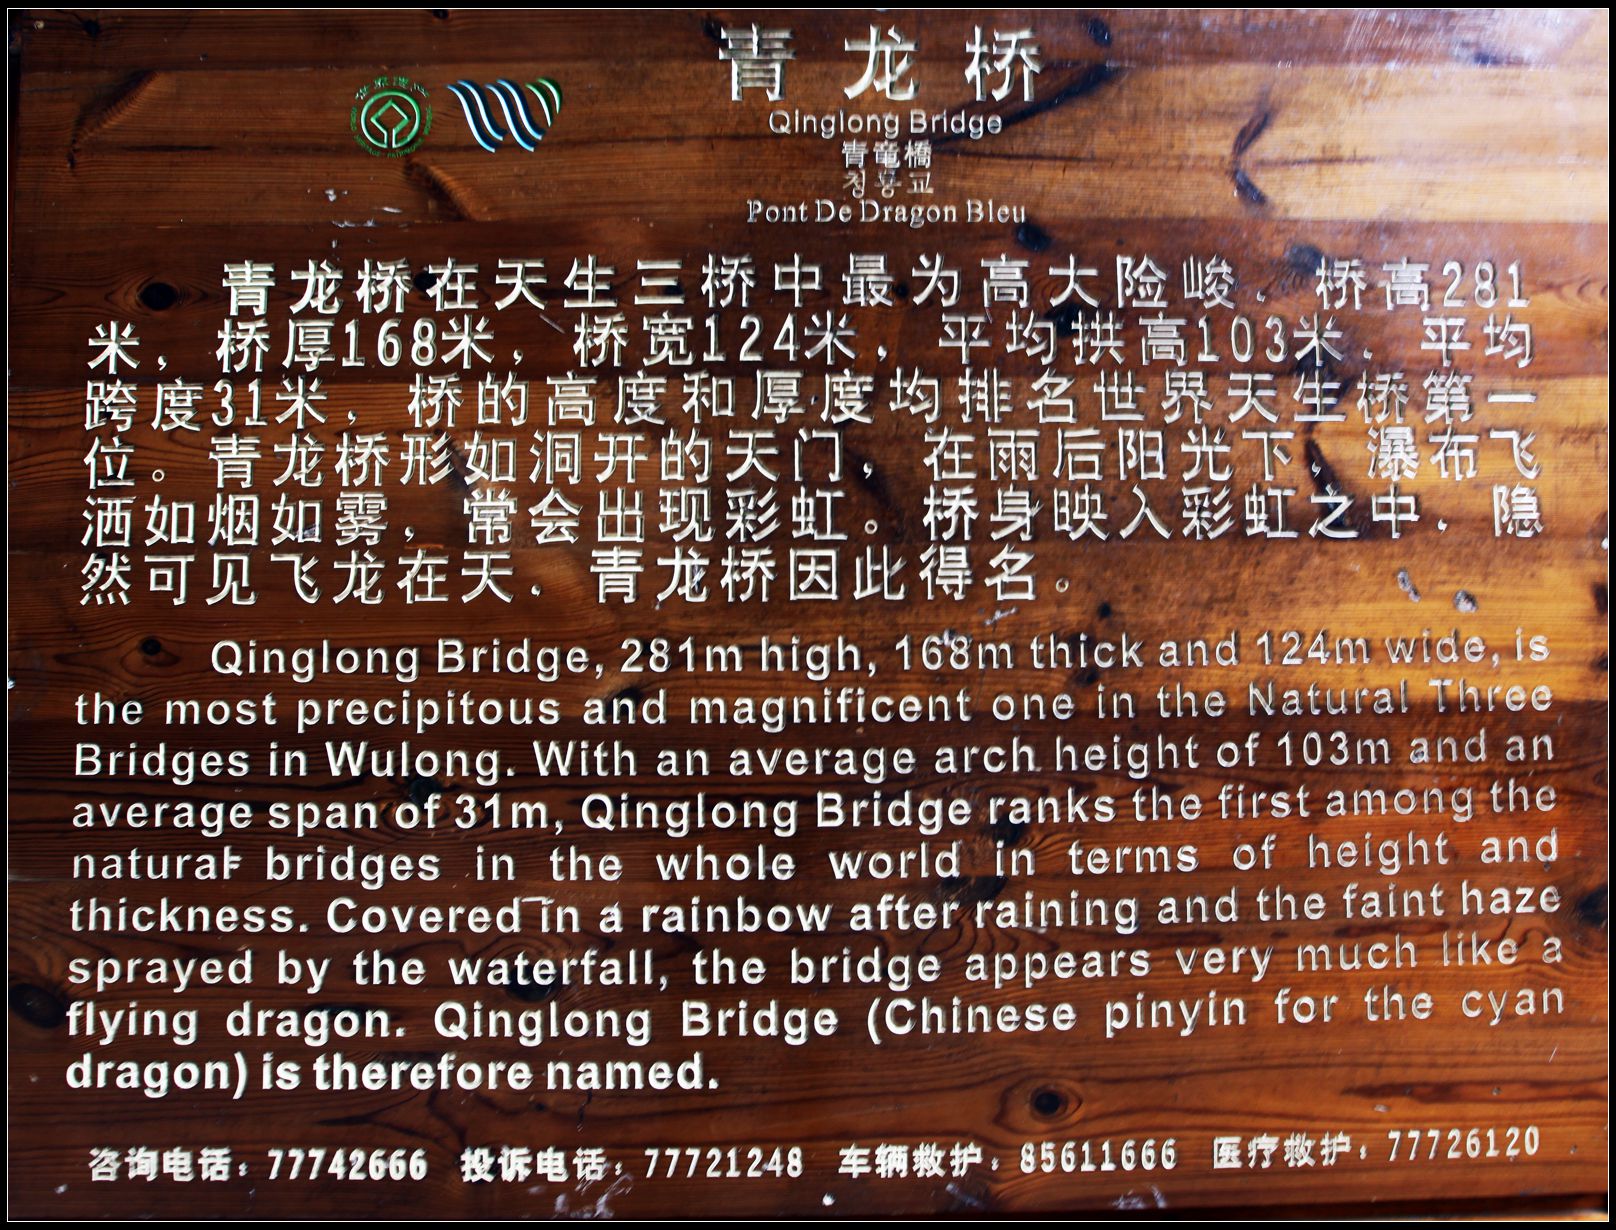 青龙桥
Qinglong Bridge
青竜橋
청룡교
Pont De Dragon Bleu
青龙桥在天生三桥中最为高大险峻．桥高281
米，桥厚168米，桥宽124米，平均拱高103米．平均
跨度31米，桥的高度和厚度均排名世界天生桥第一
位。青龙桥形如洞开的天门，在雨后阳光下，瀑布飞
洒如烟如雾，常会出现彩虹。桥身映入彩虹之中．隐
然可见飞龙在天．青龙桥因此得名。
Qinglong Bridge, 281m high, 168m thick and 124m wide, is
the most precipitous and magnificent one in the Natural Three
Bridges in Wulong. With an average arch height of 103m and an
average span of 31m, Qinglong Bridge ranks the first among the
natural bridges in the whole world in terms of height and
thickness. Covered in a rainbow after raining and the faint haze
sprayed by the waterfall, the bridge appears very much like a
flying dragon. Qinglong Bridge (Chinese pinyin for the cyan
dragon) is therefore named.
咨询电话：77742666 投诉电话：77721248 车辆救护：85611666 医疗救护：77726120